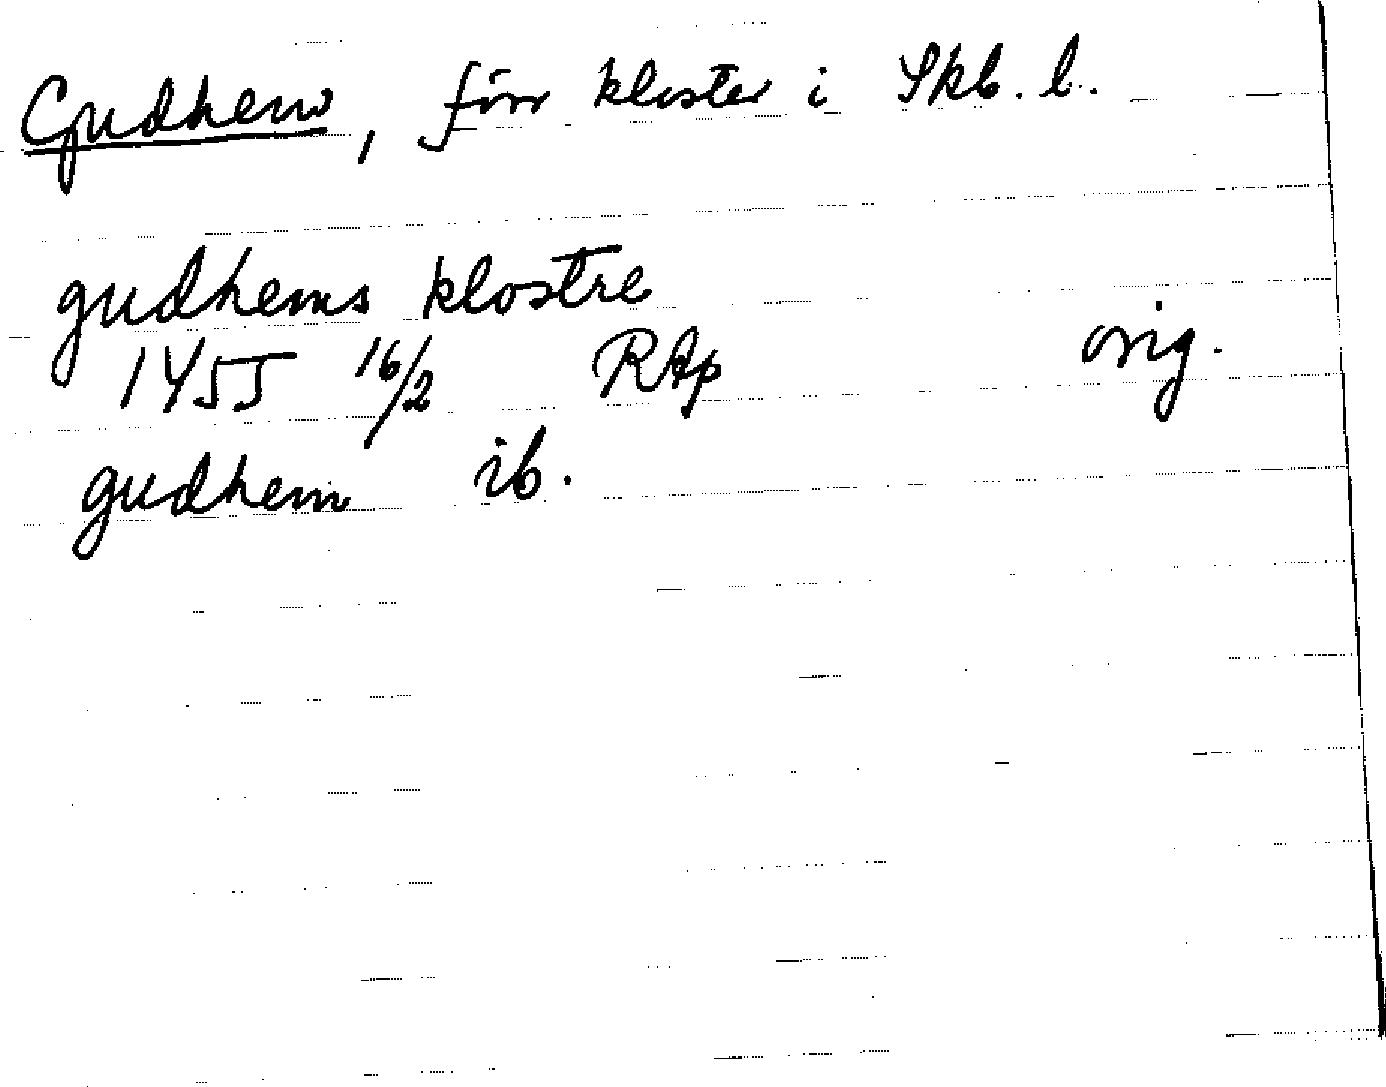 Gudhem, förr kloster i Skb. l.
gudhems klostre
1455 16/2 RAp orig.
gudhem ib.